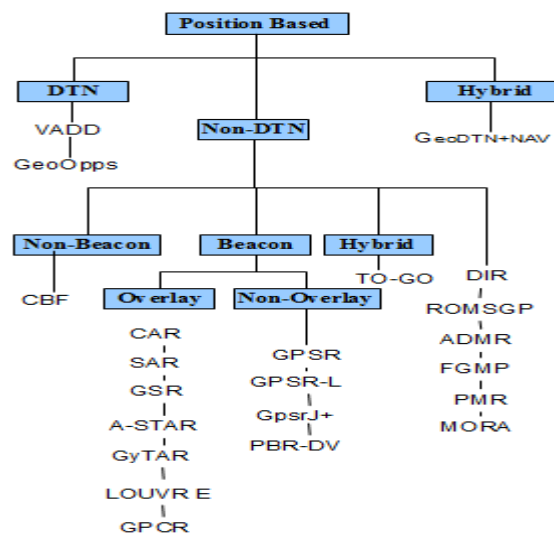 Position Based
DTN
Hybrid
VADD
GeoOpps
Non-DTN
GeoDTN+NAV
Non-Beacon
Beacon
Hybrid
DIR
CBF
TO-GO
Overlay
Non-Overlay
ROMSGP
CAR
SAR
GSR
A-STAR
GyTAR
LOUVR E
GPCR
GPSR
GPSR-L
GpsrJ+
PBR-DV
ADMR
FGMP
PMR
MORA